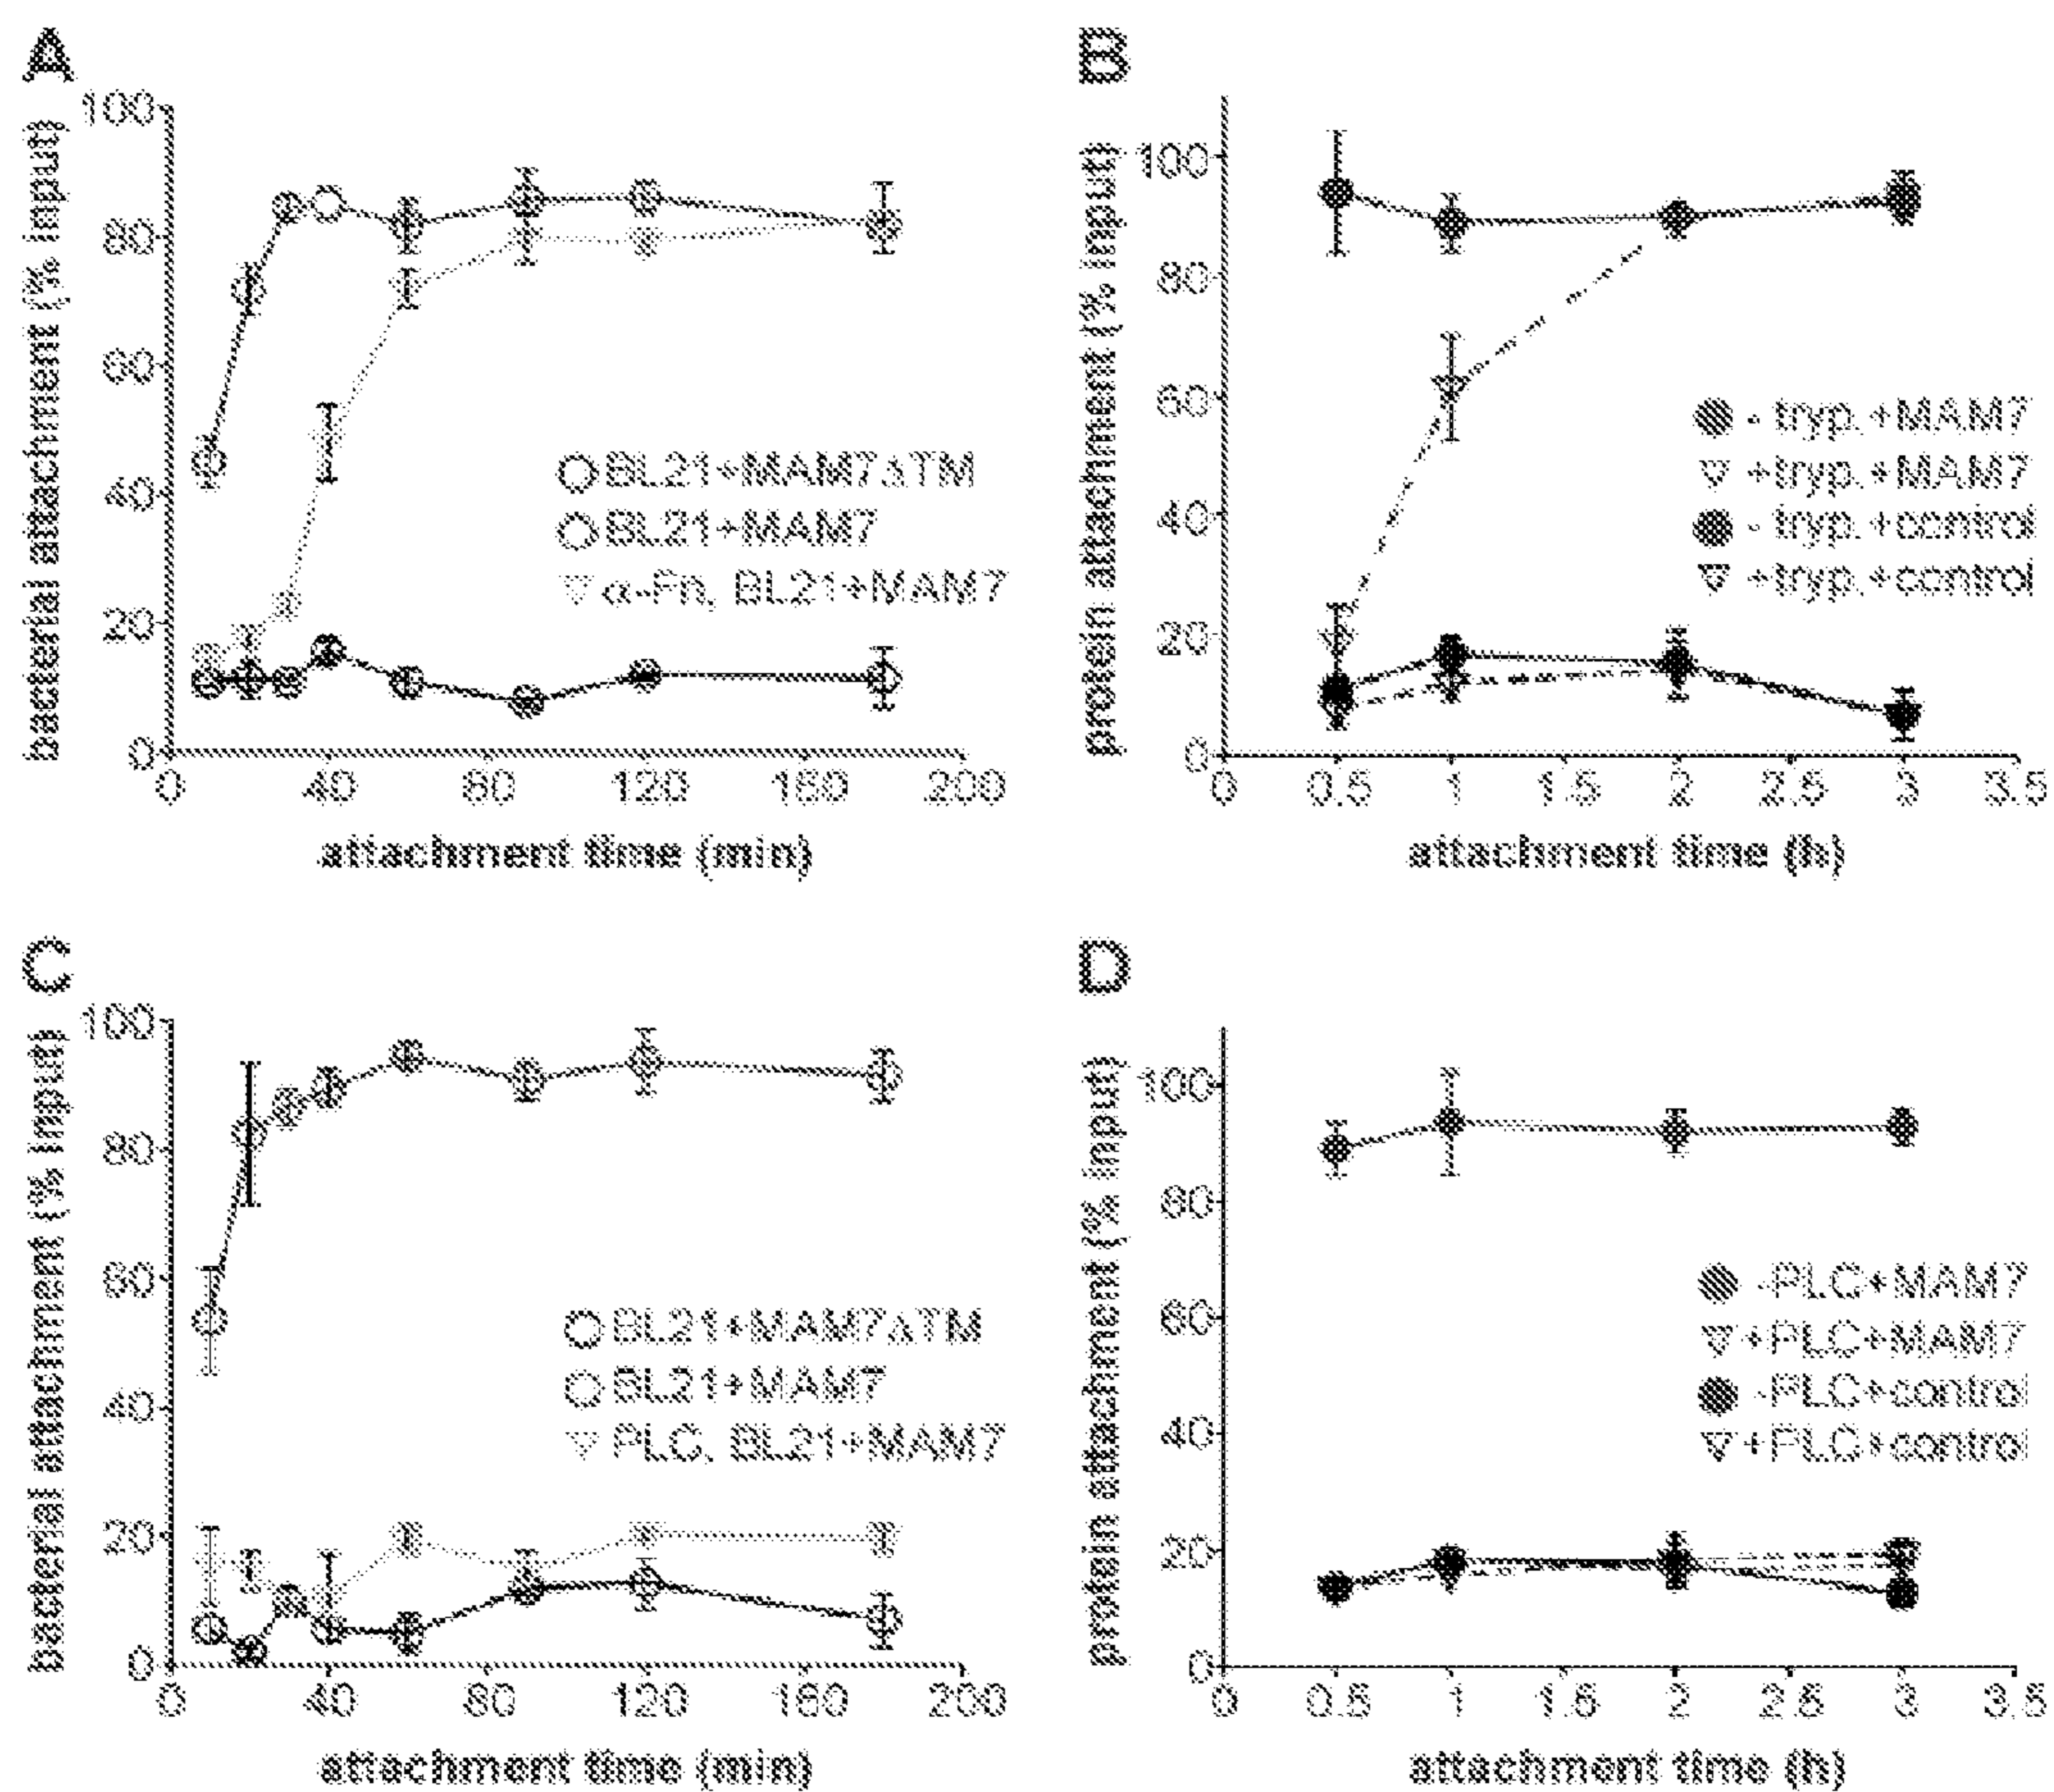 A
bacterial attachment (% input)
100
80
60
40
20
0
0 40 80 120 160 200
attachment time (min)
BL21+MAM7ΔTM
BL21+MAM7
α-Fn, BL21+MAM7
B
protein attachment (% input)
100
80
60
40
20
0
0 0.5 1 1.5 2 2.5 3 3.5
attachment time (h)
- tryp.+MAM7
+tryp.+MAM7
- tryp.+control
+tryp.+control
C
bacterial attachment (% input)
100
80
60
40
20
0
0 40 80 120 160 200
attachment time (min)
BL21+MAM7ΔTM
BL21+MAM7
PLC, BL21+MAM7
D
protein attachment (% input)
100
80
60
40
20
0
0 0.5 1 1.5 2 2.5 3 3.5
attachment time (h)
-PLC+MAM7
+PLC+MAM7
-PLC+control
+PLC+control